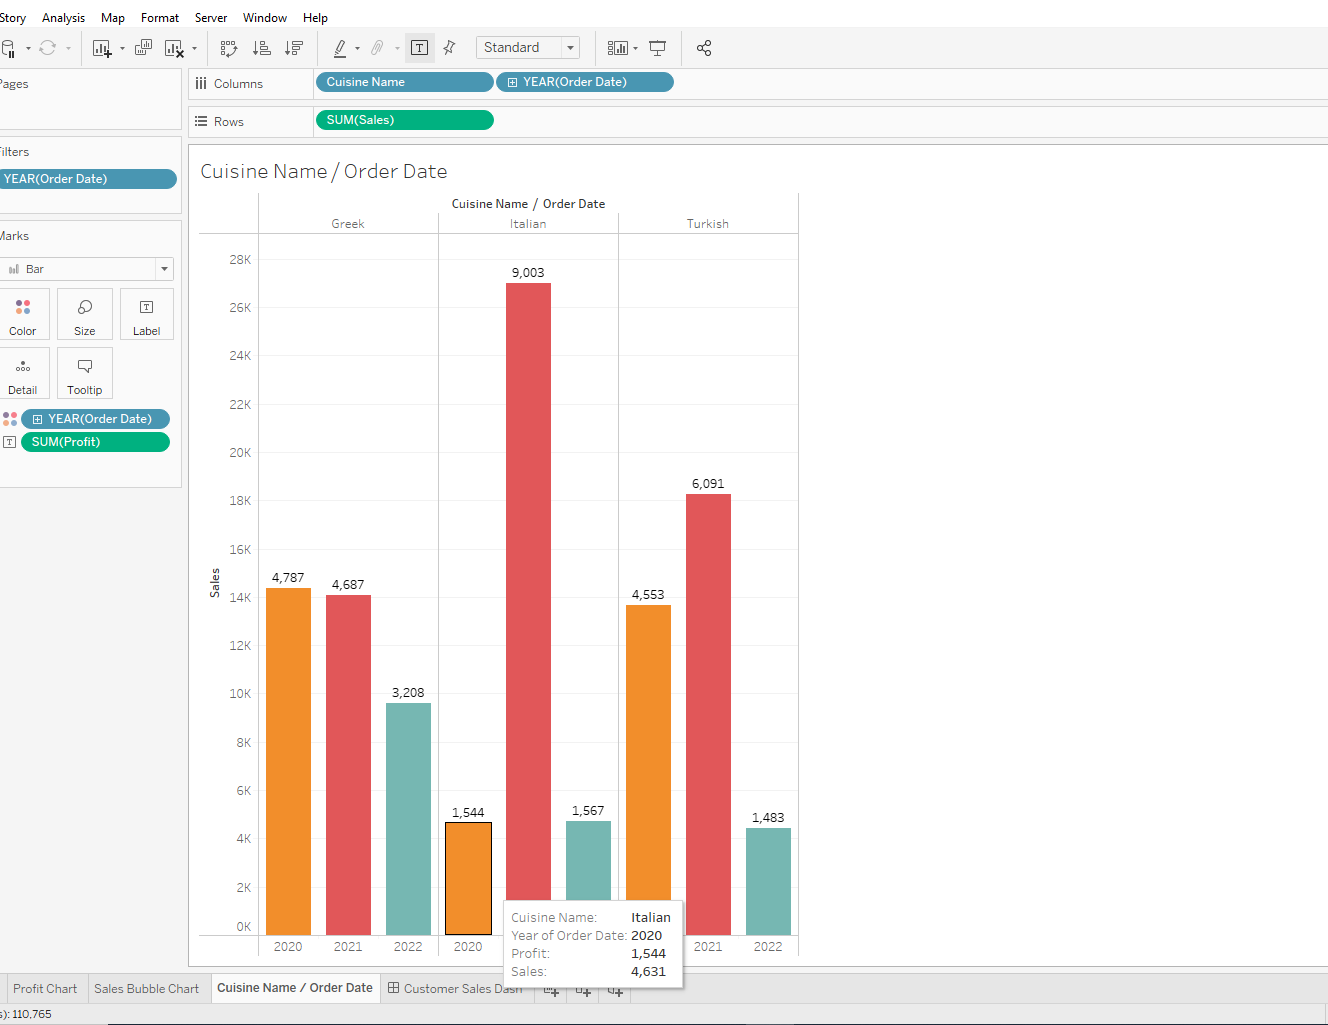 Story Analysis Map Format Server Window Help
Standard
Pages
Columns Cuisine Name YEAR(Order Date)
Rows SUM(Sales)
Filters
YEAR(Order Date)
Marks
Bar
Color Size Label
Detail Tooltip
YEAR(Order Date)
T SUM(Profit)
Cuisine Name / Order Date
Cuisine Name / Order Date
Greek Italian Turkish
28K
26K
24K
22K
20K
18K
16K
14K
12K
10K
8K
6K
4K
2K
0K
Sales
4,787 4,687 3,208 1,544 9,003 1,567 4,553 6,091 1,483
2020 2021 2022 2020 2021 2022
Cuisine Name: Italian
Year of Order Date: 2020
Profit: 1,544
Sales: 4,631
Profit Chart Sales Bubble Chart Cuisine Name / Order Date Customer Sales Dash
s): 110,765